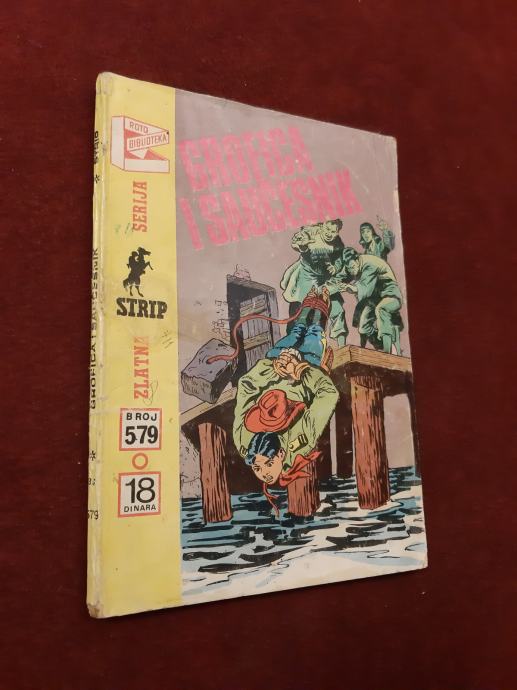 ROTO
BIBLIOTEKA
GROFICA
I SAUČESNIK
ZLATNA SERIJA
STRIP
BROJ
579
18
DINARA
GROFICA I SAUČESNIK
579